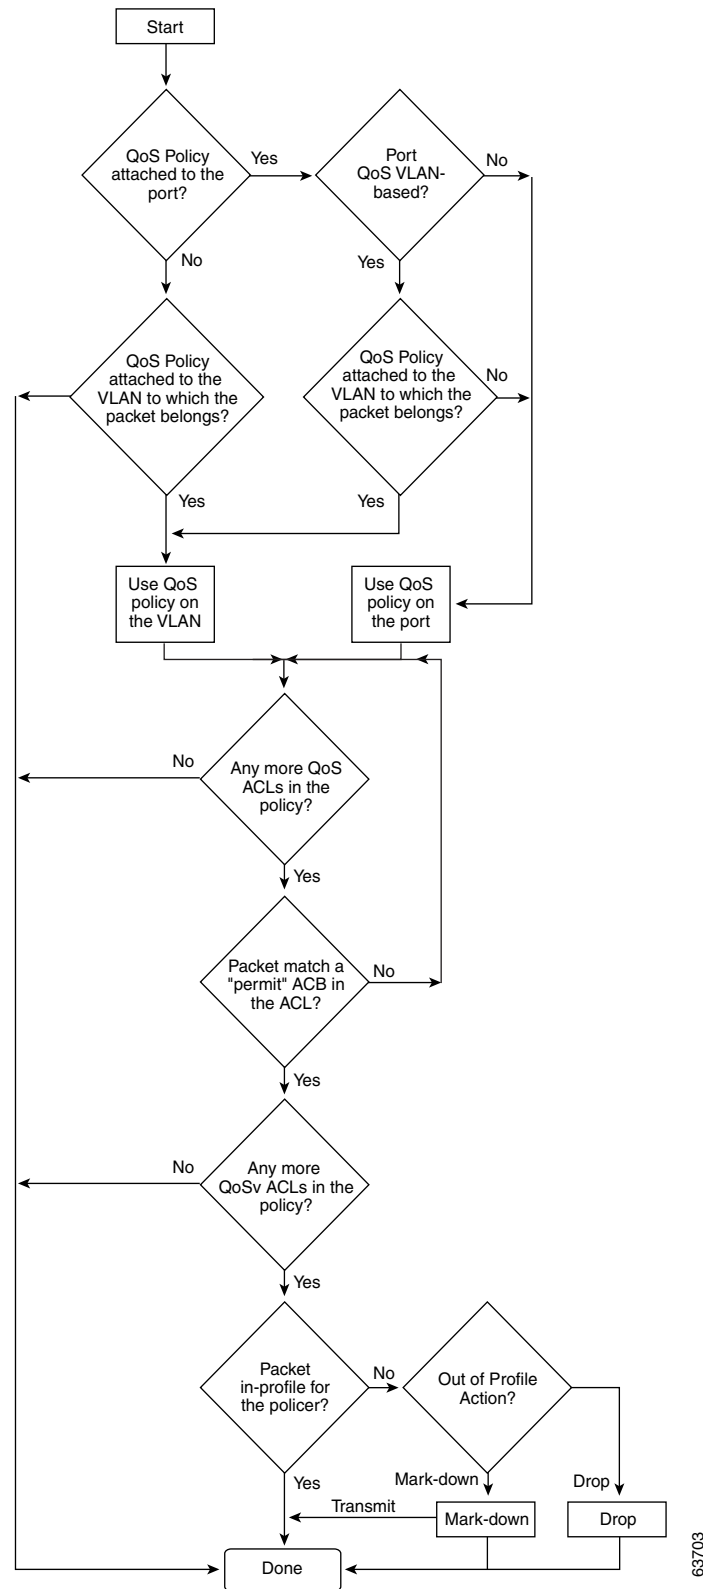 Start
QoS Policy
attached to the
port?
Yes
Port
QoS VLAN-
based?
No
No
Yes
QoS Policy
attached to the
VLAN to which the
packet belongs?
QoS Policy
attached to the
VLAN to which the
packet belongs?
No
Yes
Yes
Use QoS
policy on
the VLAN
Use QoS
policy on
the port
No
Any more QoS
ACLs in the
policy?
Yes
Packet match a
"permit" ACB in
the ACL?
No
Yes
No
Any more
QoSv ACLs in the
policy?
Yes
Packet
in-profile for
the policer?
No
Out of Profile
Action?
Yes
Mark-down
Drop
Transmit
Mark-down
Drop
Done
63703